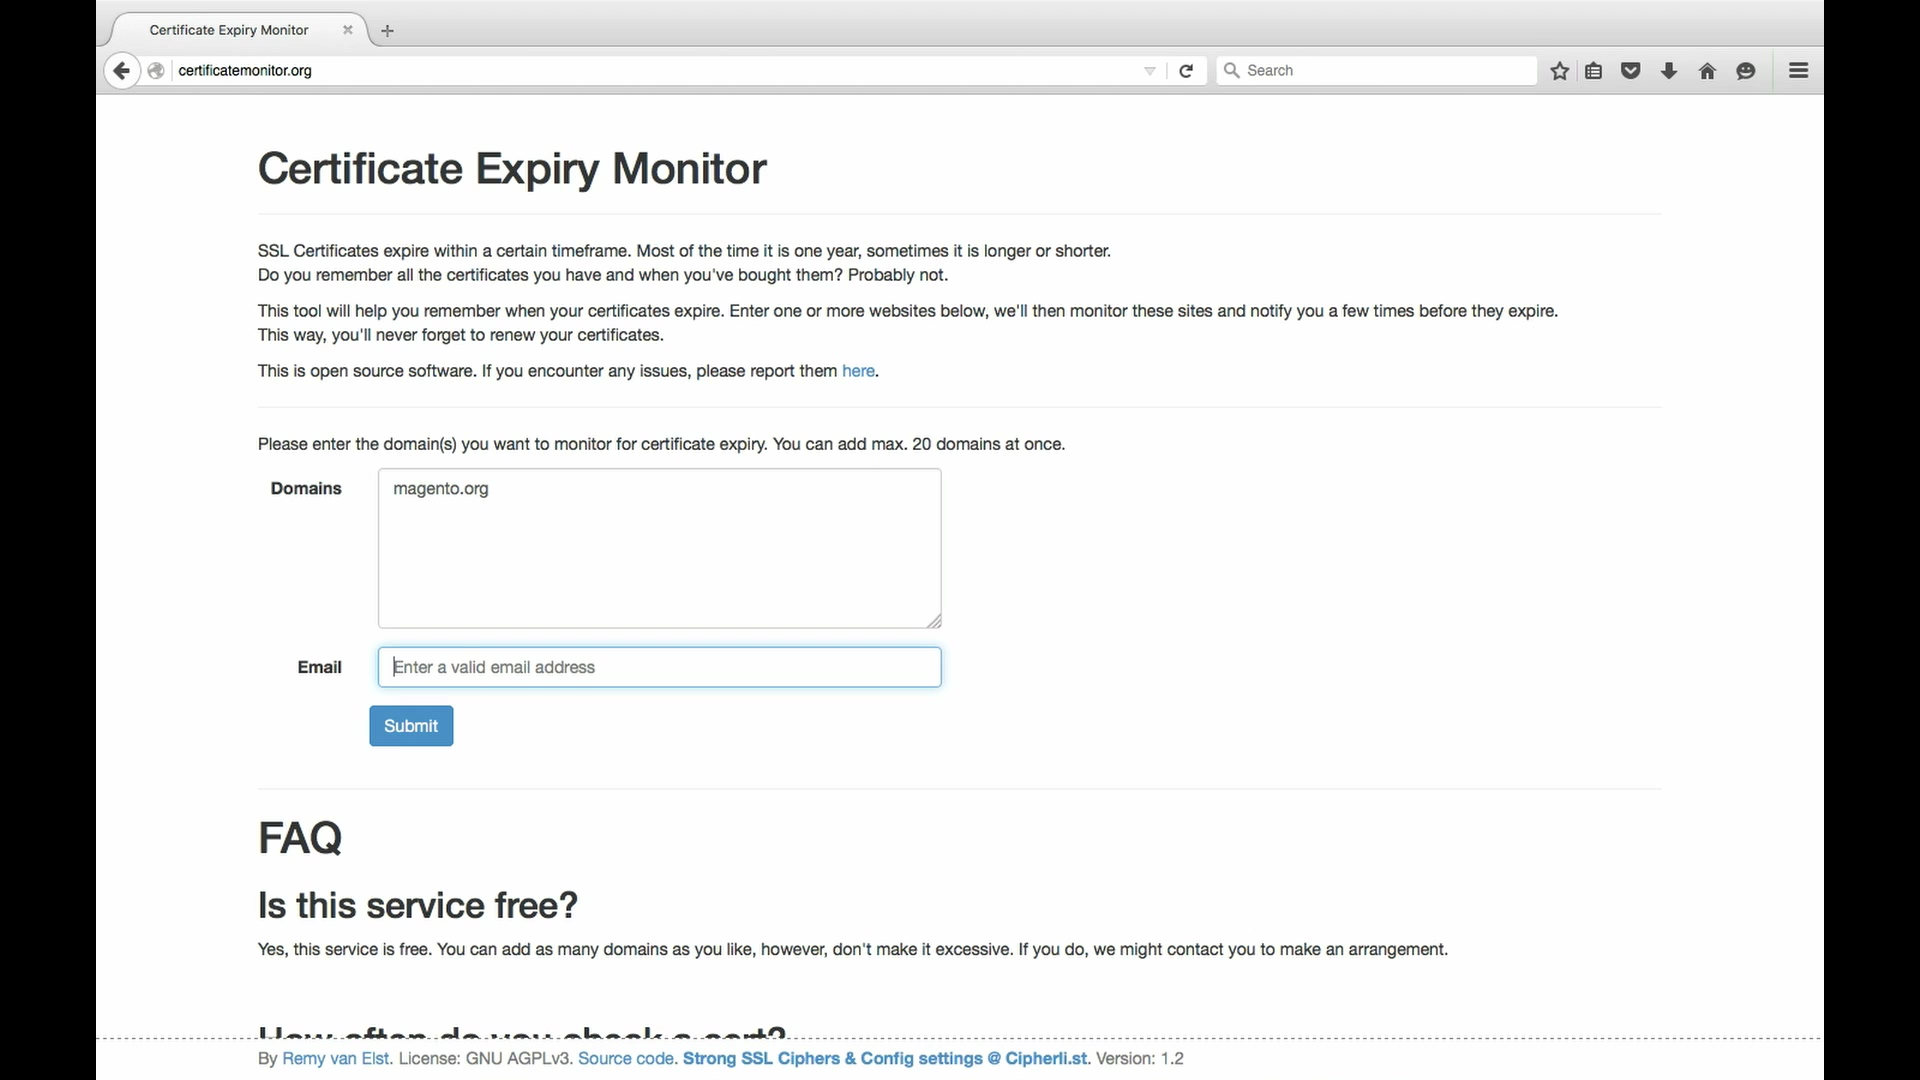 Certificate Expiry Monitor
certificatemonitor.org
Search
Certificate Expiry Monitor
SSL Certificates expire within a certain timeframe. Most of the time it is one year, sometimes it is longer or shorter.
Do you remember all the certificates you have and when you've bought them? Probably not.
This tool will help you remember when your certificates expire. Enter one or more websites below, we'll then monitor these sites and notify you a few times before they expire.
This way, you'll never forget to renew your certificates.
This is open source software. If you encounter any issues, please report them here.
Please enter the domain(s) you want to monitor for certificate expiry. You can add max. 20 domains at once.
Domains
magento.org
Email
Enter a valid email address
Submit
FAQ
Is this service free?
Yes, this service is free. You can add as many domains as you like, however, don't make it excessive. If you do, we might contact you to make an arrangement.
How often do you check a cert?
By Remy van Elst. License: GNU AGPLv3. Source code. Strong SSL Ciphers & Config settings @ Cipherli.st. Version: 1.2